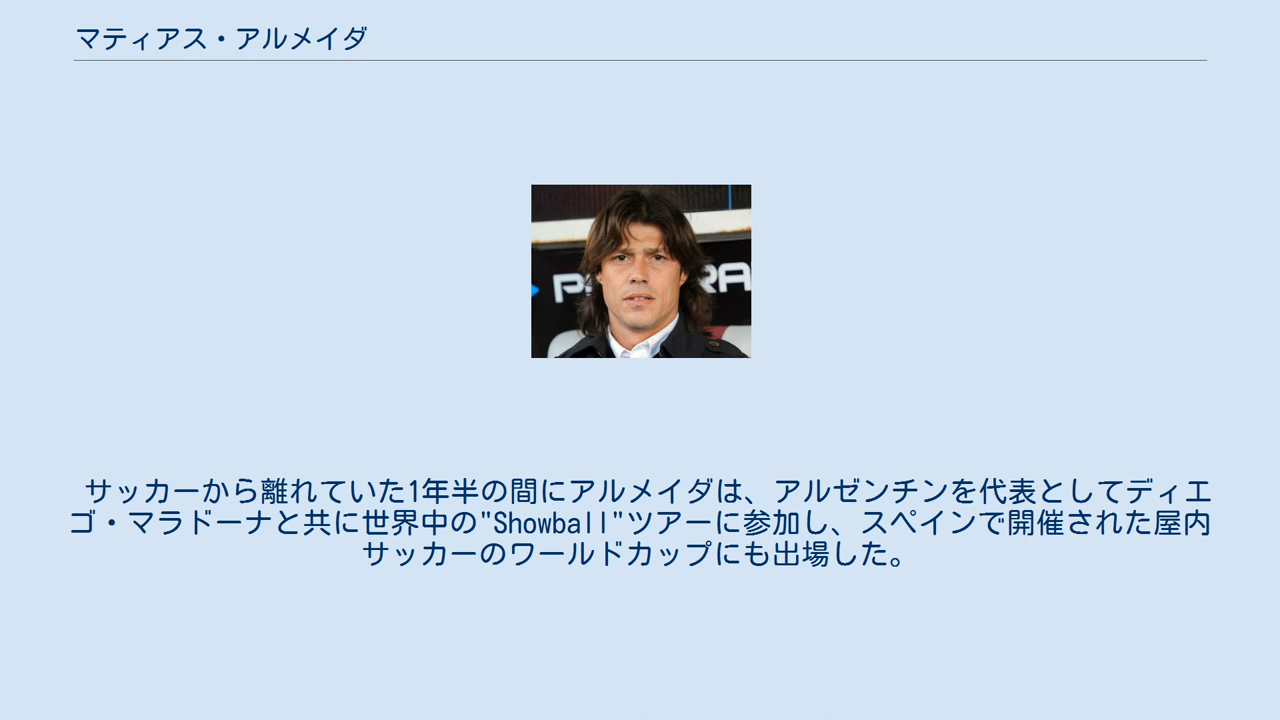 マティアス・アルメイダ
サッカーから離れていた1年半の間にアルメイダは、アルゼンチンを代表としてディエ
ゴ・マラドーナと共に世界中の"Showball"ツアーに参加し、スペインで開催された屋内
サッカーのワールドカップにも出場した。